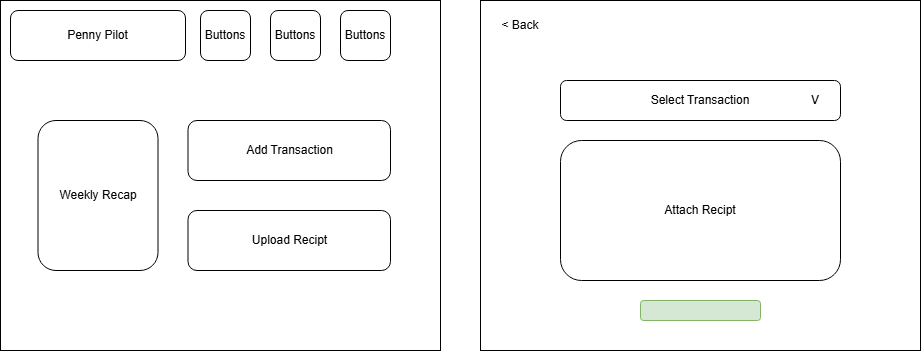 Penny Pilot
Buttons
Buttons
Buttons
Weekly Recap
Add Transaction
Upload Recipt
< Back
Select Transaction
V
Attach Recipt